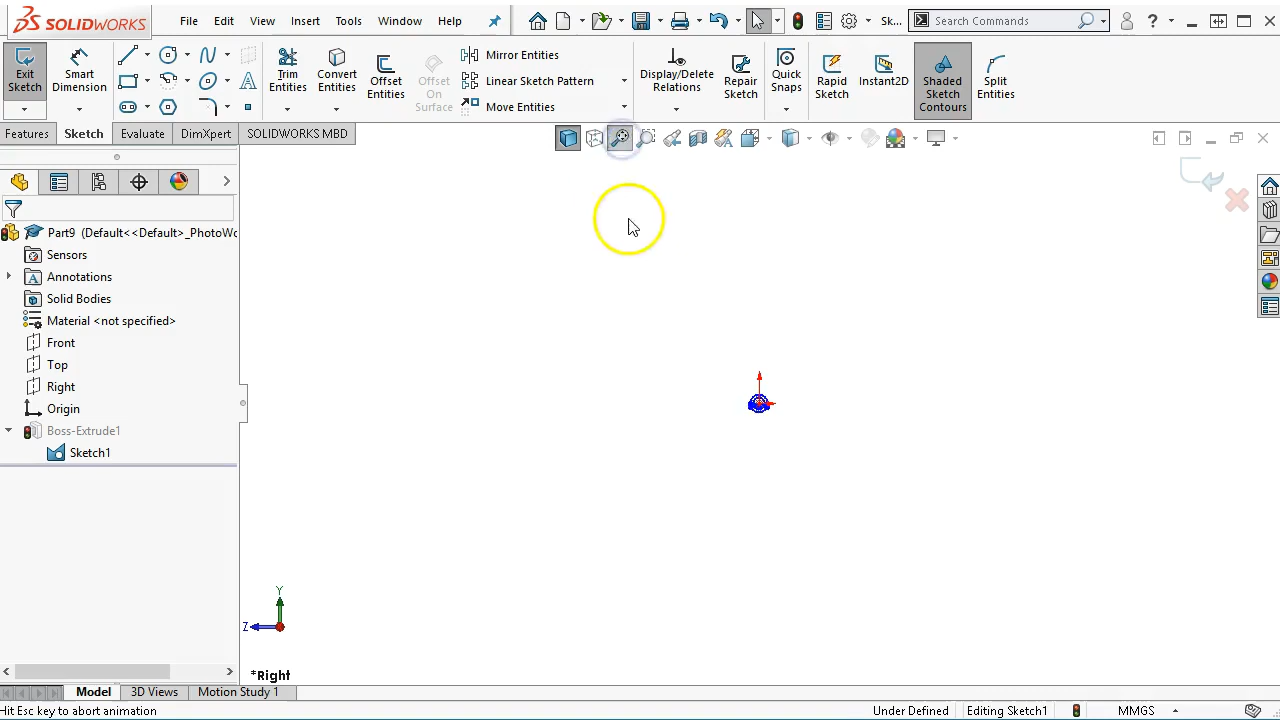 SOLIDWORKS
File
Edit
View
Insert
Tools
Window
Help
Sk...
Search Commands
?
Exit Sketch
Smart Dimension
Trim Entities
Convert Entities
Offset Entities
Offset On Surface
Mirror Entities
Linear Sketch Pattern
Move Entities
Display/Delete Relations
Repair Sketch
Quick Snaps
Rapid Sketch
Instant2D
Shaded Sketch Contours
Split Entities
Features
Sketch
Evaluate
DimXpert
SOLIDWORKS MBD
Part9 (Default<<Default>_PhotoWo
Sensors
Annotations
Solid Bodies
Material <not specified>
Front
Top
Right
Origin
Boss-Extrude1
Sketch1
Y
Z
*Right
Model
3D Views
Motion Study 1
Hit Esc key to abort animation
Under Defined
Editing Sketch1
MMGS